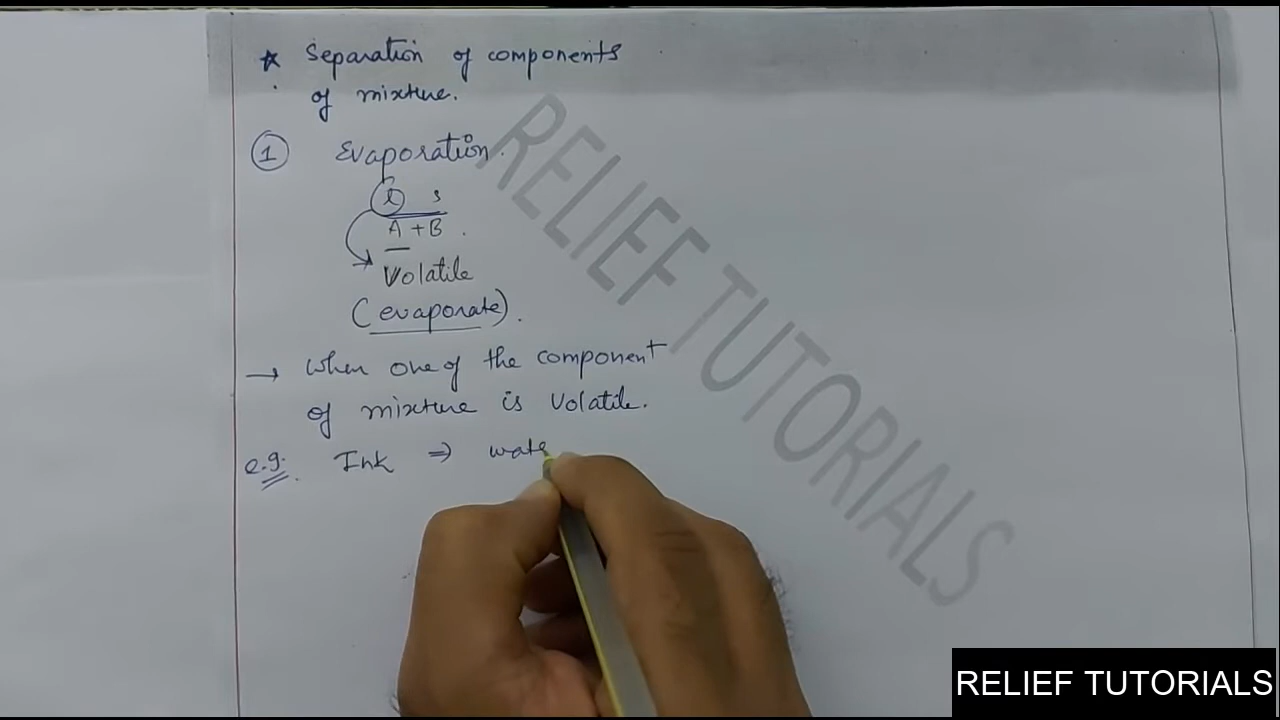 * Separation of components
of mixture.
1 Evaporation.
l s
A + B .
Volatile
(evaporate).
→ When one of the component
of mixture is Volatile.
e.g. Ink ⇒ wate
RELIEF TUTORIALS
RELIEF TUTORIALS